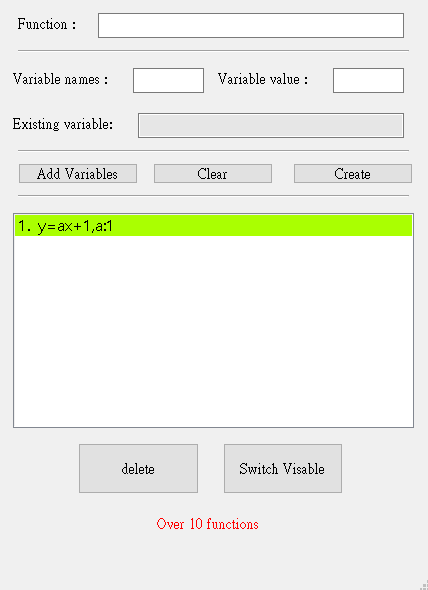 Function :
Variable names :
Variable value :
Existing variable:
Add Variables
Clear
Create
1. y=ax+1,a:1
delete
Switch Visable
Over 10 functions